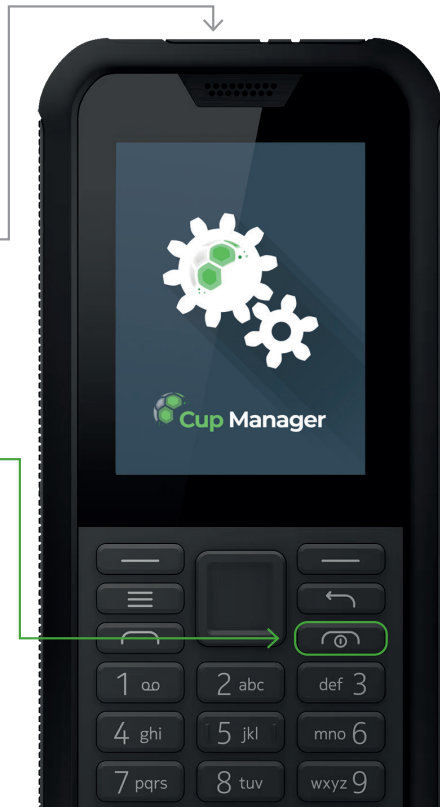 Cup Manager
1
2 abc
def 3
4 ghi
5 jkl
mno 6
7 pqrs
8 tuv
wxyz 9